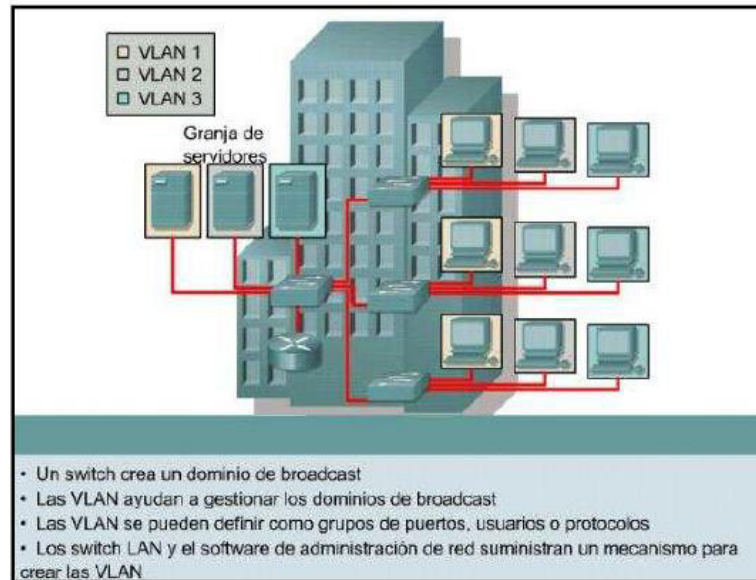 VLAN 1
VLAN 2
VLAN 3
Granja de
servidores
• Un switch crea un dominio de broadcast
• Las VLAN ayudan a gestionar los dominios de broadcast
• Las VLAN se pueden definir como grupos de puertos, usuarios o protocolos
• Los switch LAN y el software de administración de red suministran un mecanismo para
crear las VLAN